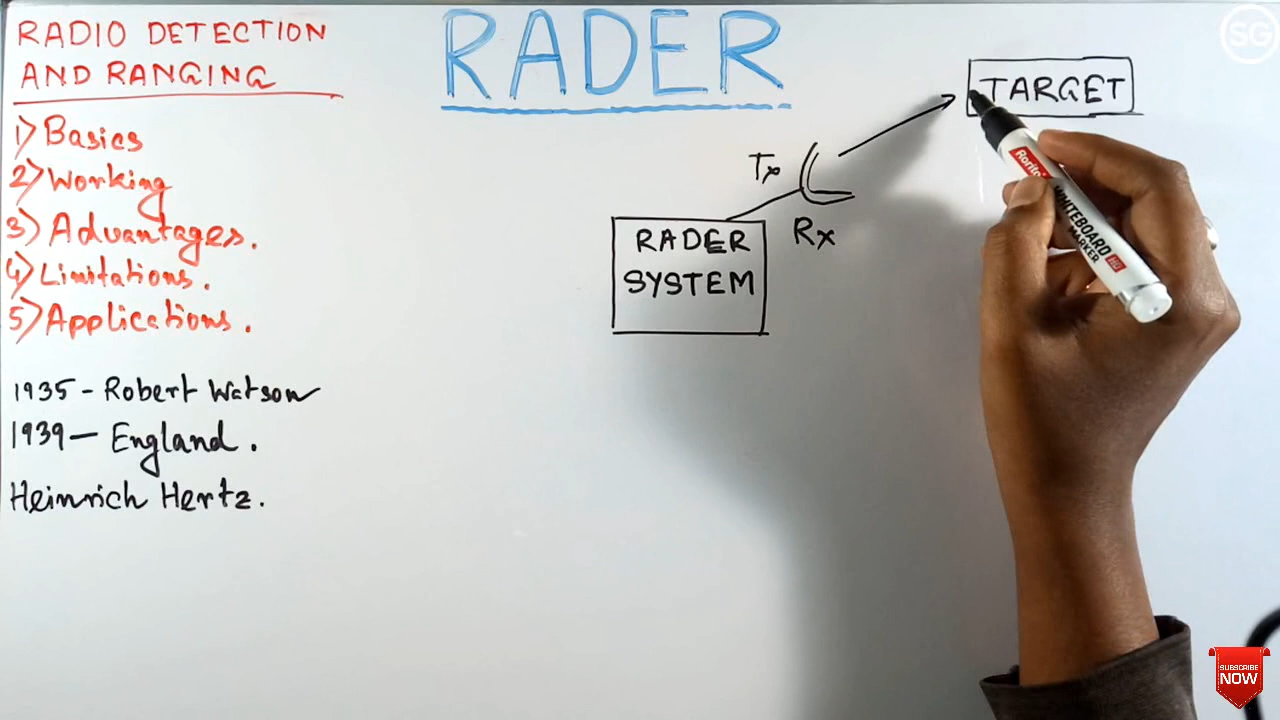 RADIO DETECTION
AND RANGING
RADER
1) Basics
2) Working
3) Advantages.
4) Limitations.
5) Applications.
1935 - Robert Watson
1939 - England.
Heinrich Hertz.
TARGET
Tx
Rx
RADER
SYSTEM
WHITEBOARD
MARKER
SG
SUBSCRIBE
NOW